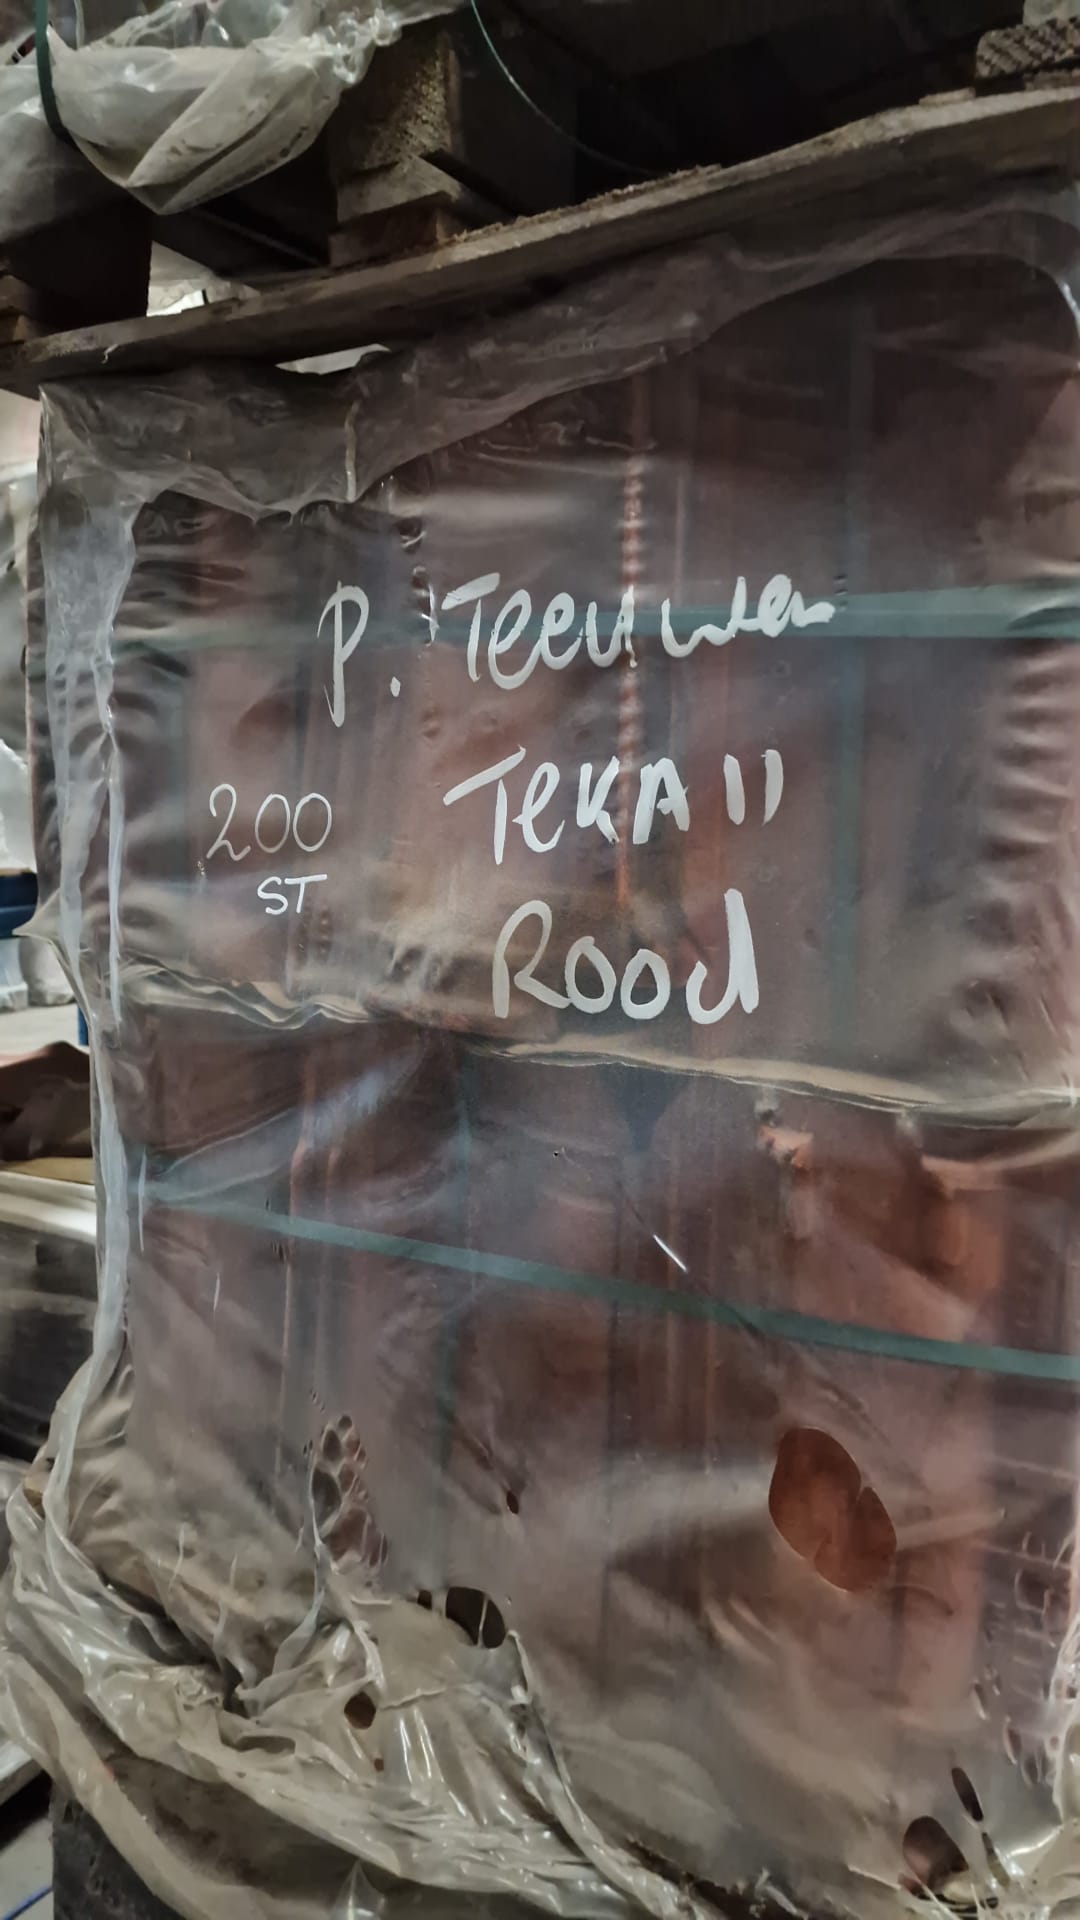 P. Teeuwen
TeKA 11
200
ST
Rood